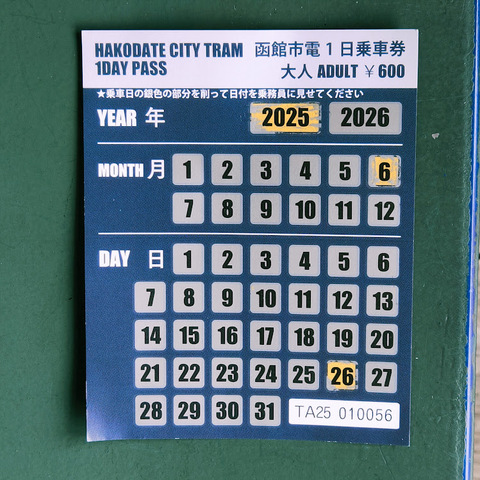 HAKODATE CITY TRAM 函館市電1日乗車券
1DAY PASS 大人 ADULT ￥600
★乗車日の銀色の部分を削って日付を乗務員に見せてください
YEAR 年 2025 2026
MONTH 月 1 2 3 4 5 6
7 8 9 10 11 12
DAY 日 1 2 3 4 5 6
7 8 9 10 11 12 13
14 15 16 17 18 19 20
21 22 23 24 25 26 27
28 29 30 31 TA25 010056